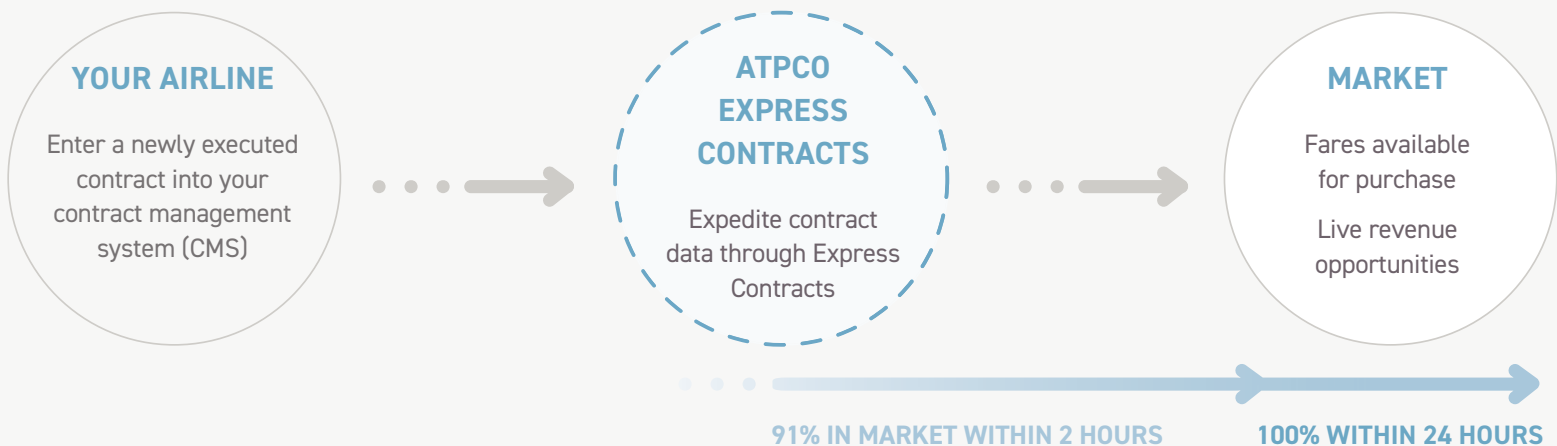 YOUR AIRLINE
Enter a newly executed
contract into your
contract management
system (CMS)
ATPCO
EXPRESS
CONTRACTS
Expedite contract
data through Express
Contracts
MARKET
Fares available
for purchase
Live revenue
opportunities
91% IN MARKET WITHIN 2 HOURS
100% WITHIN 24 HOURS